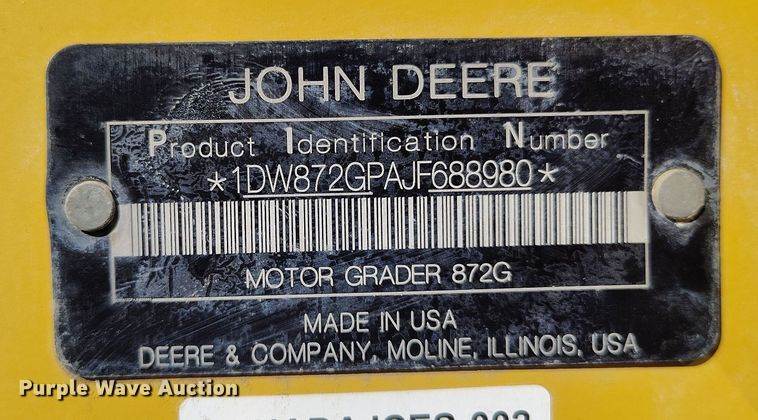 JOHN DEERE
Product Identification Number
*1DW872GPAJF688980*
MOTOR GRADER 872G
MADE IN USA
DEERE & COMPANY, MOLINE, ILLINOIS, USA
Purple Wave Auction